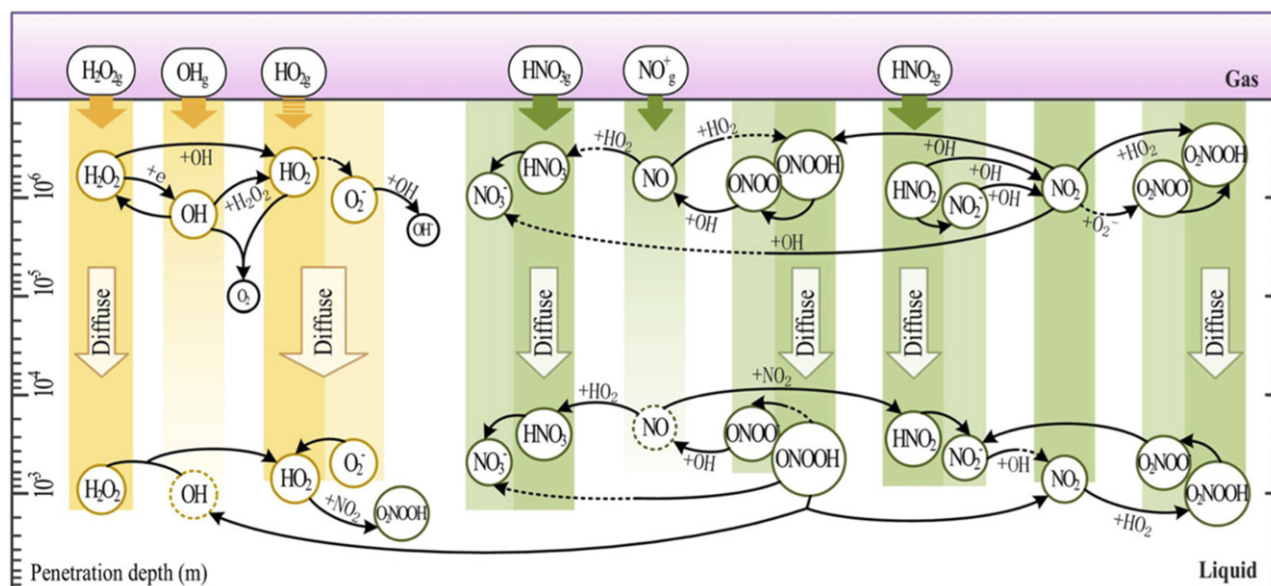 H₂O₂g
OHg
HO₂g
HNO₃g
NO⁺g
HNO₂g
Gas
H₂O₂
+OH
HO₂
+e
OH
+H₂O₂
O₂⁻
+OH
OH⁻
O₂
NO₃⁻
HNO₃
+HO₂
NO
+HO₂
ONOO⁻
ONOOH
+OH
+OH
+OH
HNO₂
+OH
NO₂⁻
+OH
NO₂
+HO₂
O₂NOOH
O₂NOO⁻
+O₂⁻
10⁶
10⁵
10⁴
10³
Diffuse
Diffuse
Diffuse
Diffuse
Diffuse
Diffuse
H₂O₂
OH
HO₂
O₂⁻
+NO₂
O₂NOOH
NO₃⁻
HNO₃
+HO₂
NO
+NO₂
ONOO
+OH
ONOOH
HNO₂
NO₂⁻
+OH
NO₂
+HO₂
O₂NOO
O₂NOOH
Penetration depth (m)
Liquid